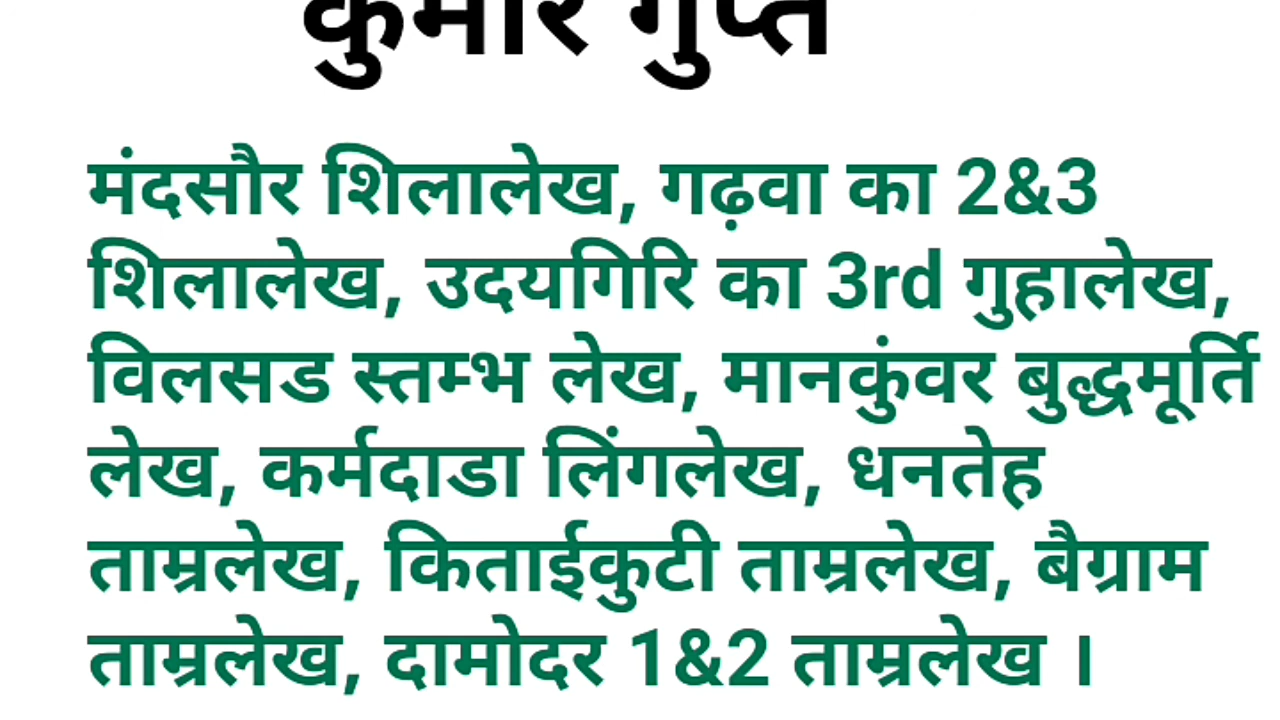 कुमार गुप्त
मंदसौर शिलालेख, गढ़वा का 2&3
शिलालेख, उदयगिरि का 3rd गुहालेख,
विलसड स्तम्भ लेख, मानकुंवर बुद्धमूर्ति
लेख, कर्मदाडा लिंगलेख, धनतेह
ताम्रलेख, किताईकुटी ताम्रलेख, बैग्राम
ताम्रलेख, दामोदर 1&2 ताम्रलेख ।